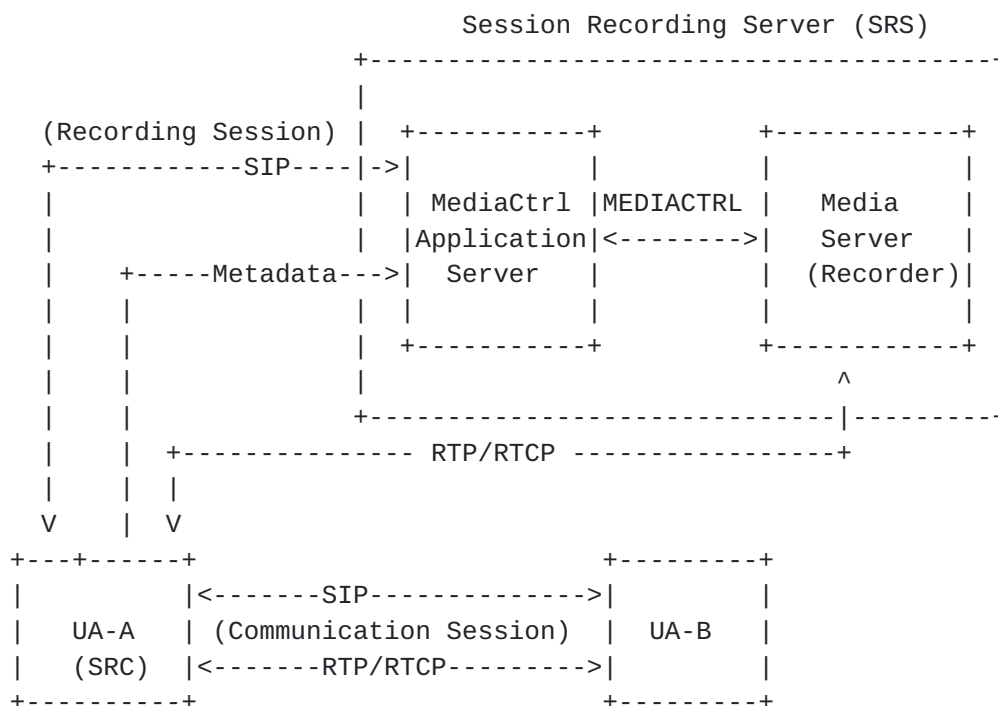 Session Recording Server (SRS)
(Recording Session)
SIP
MediaCtrl MEDIACTRL Media
Application Server
Metadata Server (Recorder)
RTP/RTCP
SIP
UA-A (Communication Session) UA-B
(SRC) RTP/RTCP